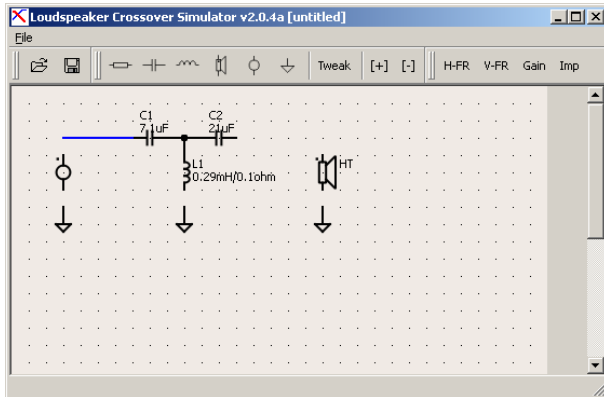 Loudspeaker Crossover Simulator v2.0.4a [untitled]
File
Tweak [+] [-] H-FR V-FR Gain Imp
C1 C2
7.1uF 21uF
L1 HT
0.29mH/0.1ohm